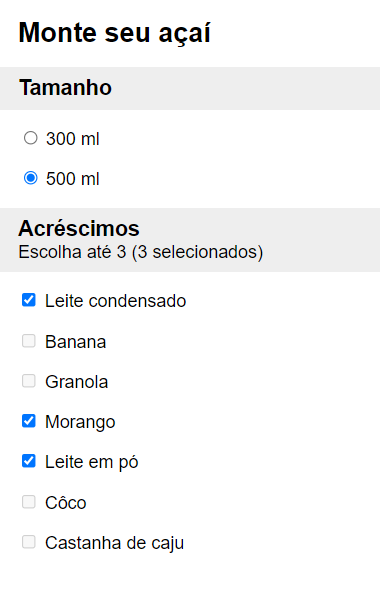 Monte seu açaí
Tamanho
300 ml
500 ml
Acréscimos
Escolha até 3 (3 selecionados)
Leite condensado
Banana
Granola
Morango
Leite em pó
Côco
Castanha de caju